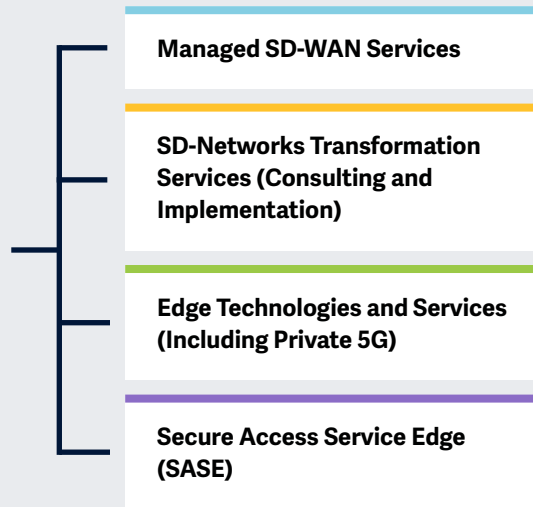 Managed SD-WAN Services
SD-Networks Transformation
Services (Consulting and
Implementation)
Edge Technologies and Services
(Including Private 5G)
Secure Access Service Edge
(SASE)